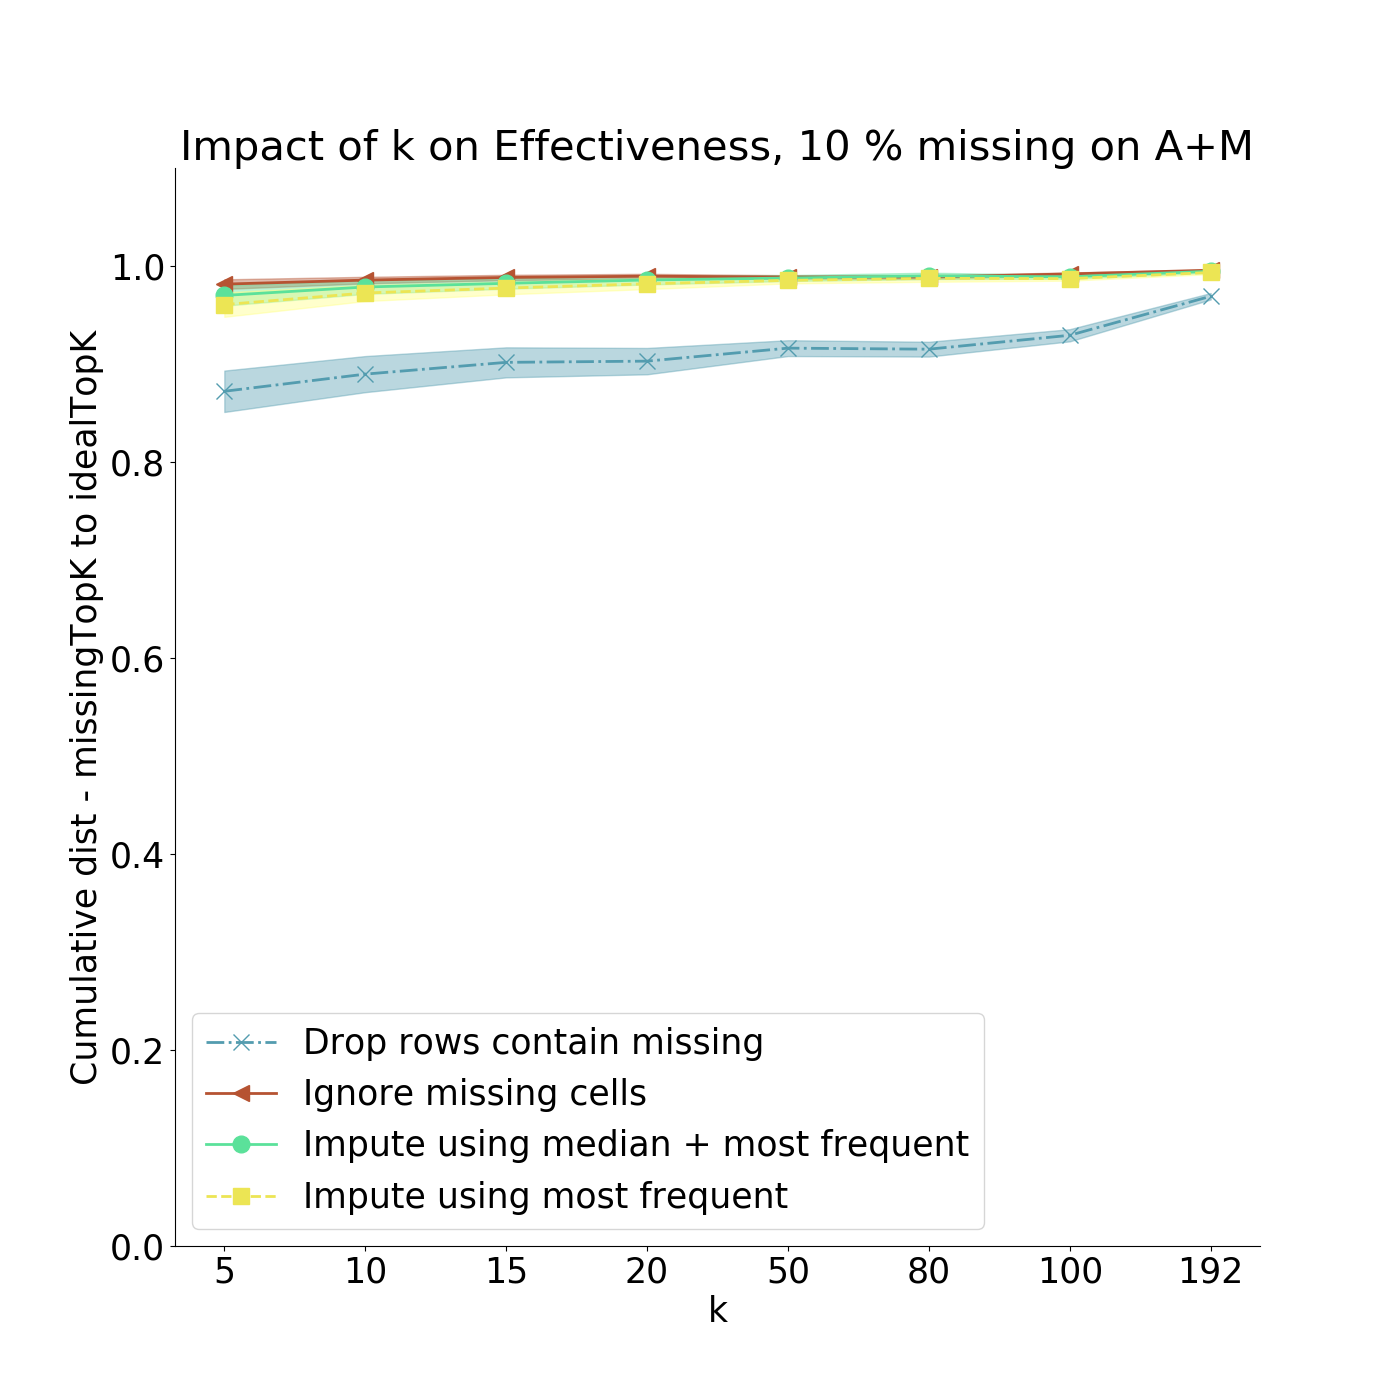 Impact of k on Effectiveness, 10 % missing on A+M
Cumulative dist - missingTopK to idealTopK
1.0
0.8
0.6
0.4
0.2
0.0
Drop rows contain missing
Ignore missing cells
Impute using median + most frequent
Impute using most frequent
5 10 15 20 50 80 100 192
k